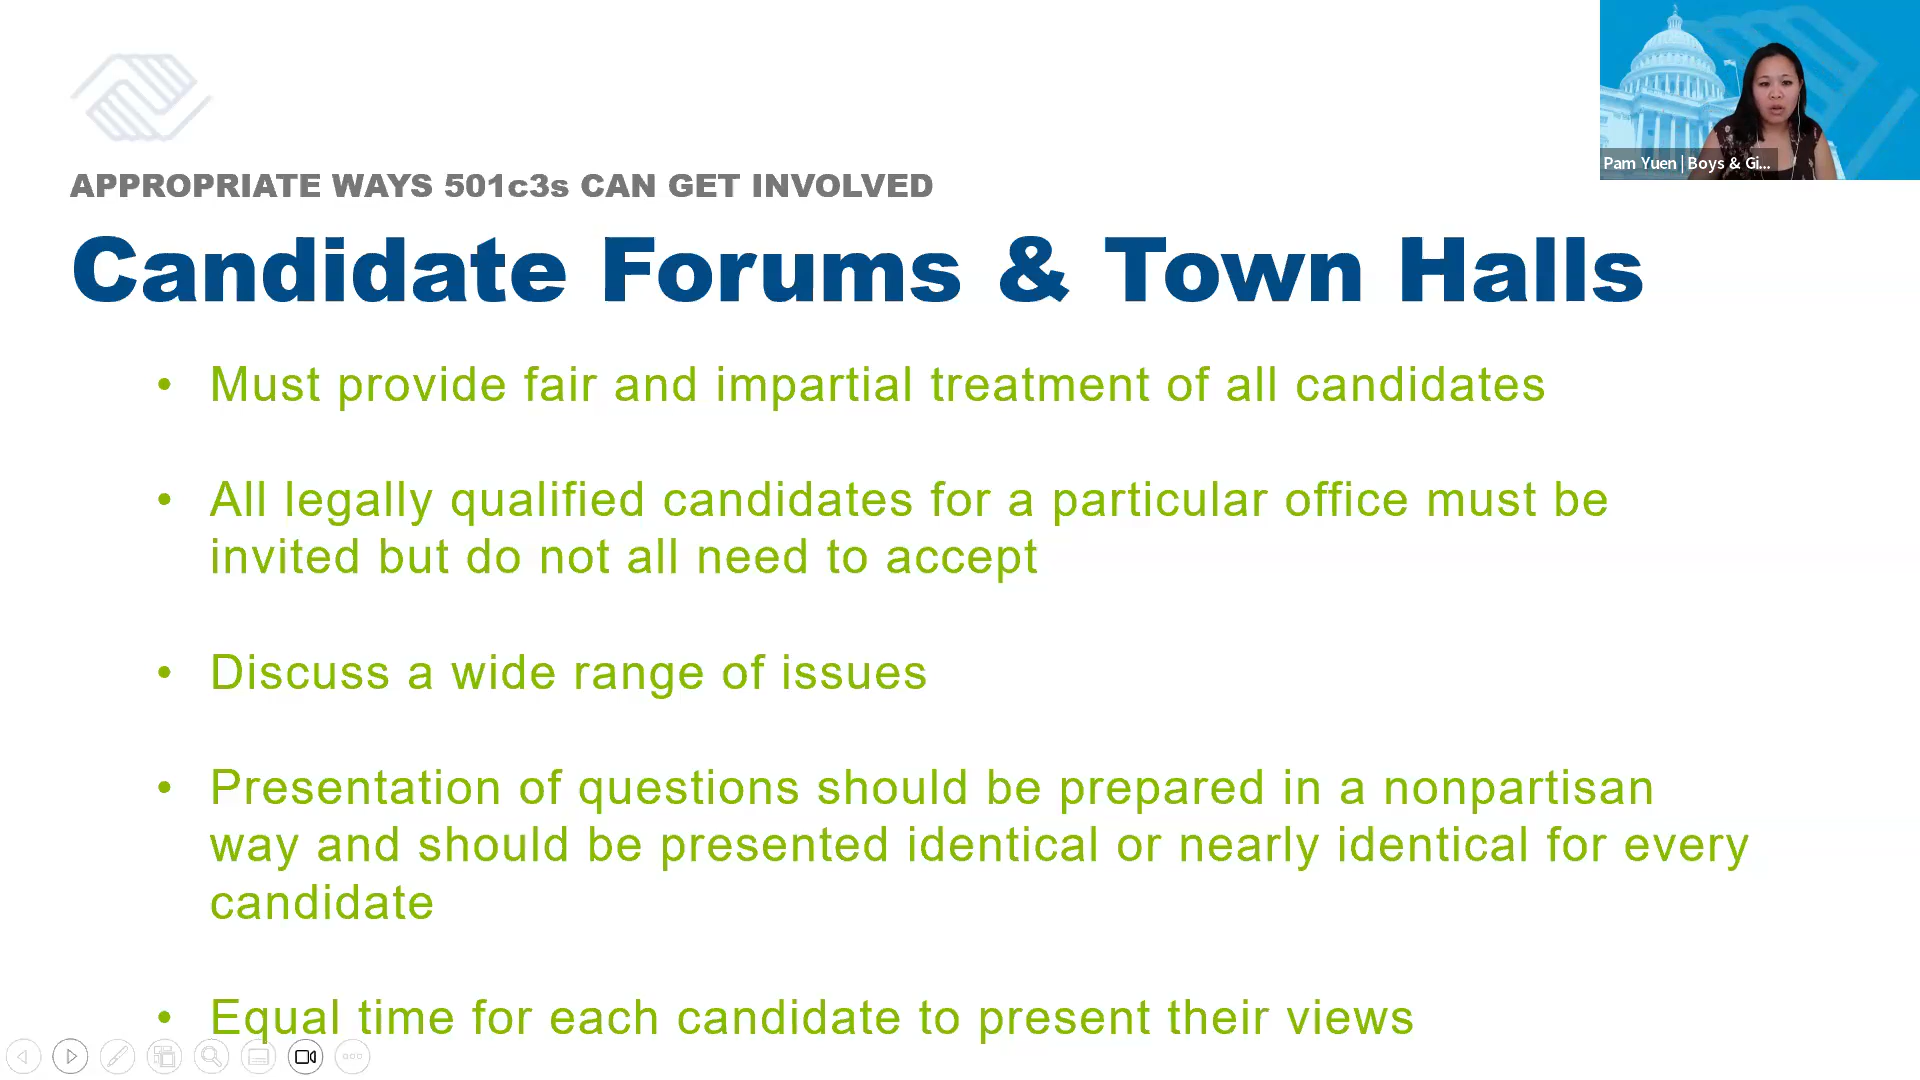 Pam Yuen | Boys & Gi...
APPROPRIATE WAYS 501c3s CAN GET INVOLVED
Candidate Forums & Town Halls
• Must provide fair and impartial treatment of all candidates
• All legally qualified candidates for a particular office must be
invited but do not all need to accept
• Discuss a wide range of issues
• Presentation of questions should be prepared in a nonpartisan
way and should be presented identical or nearly identical for every
candidate
• Equal time for each candidate to present their views